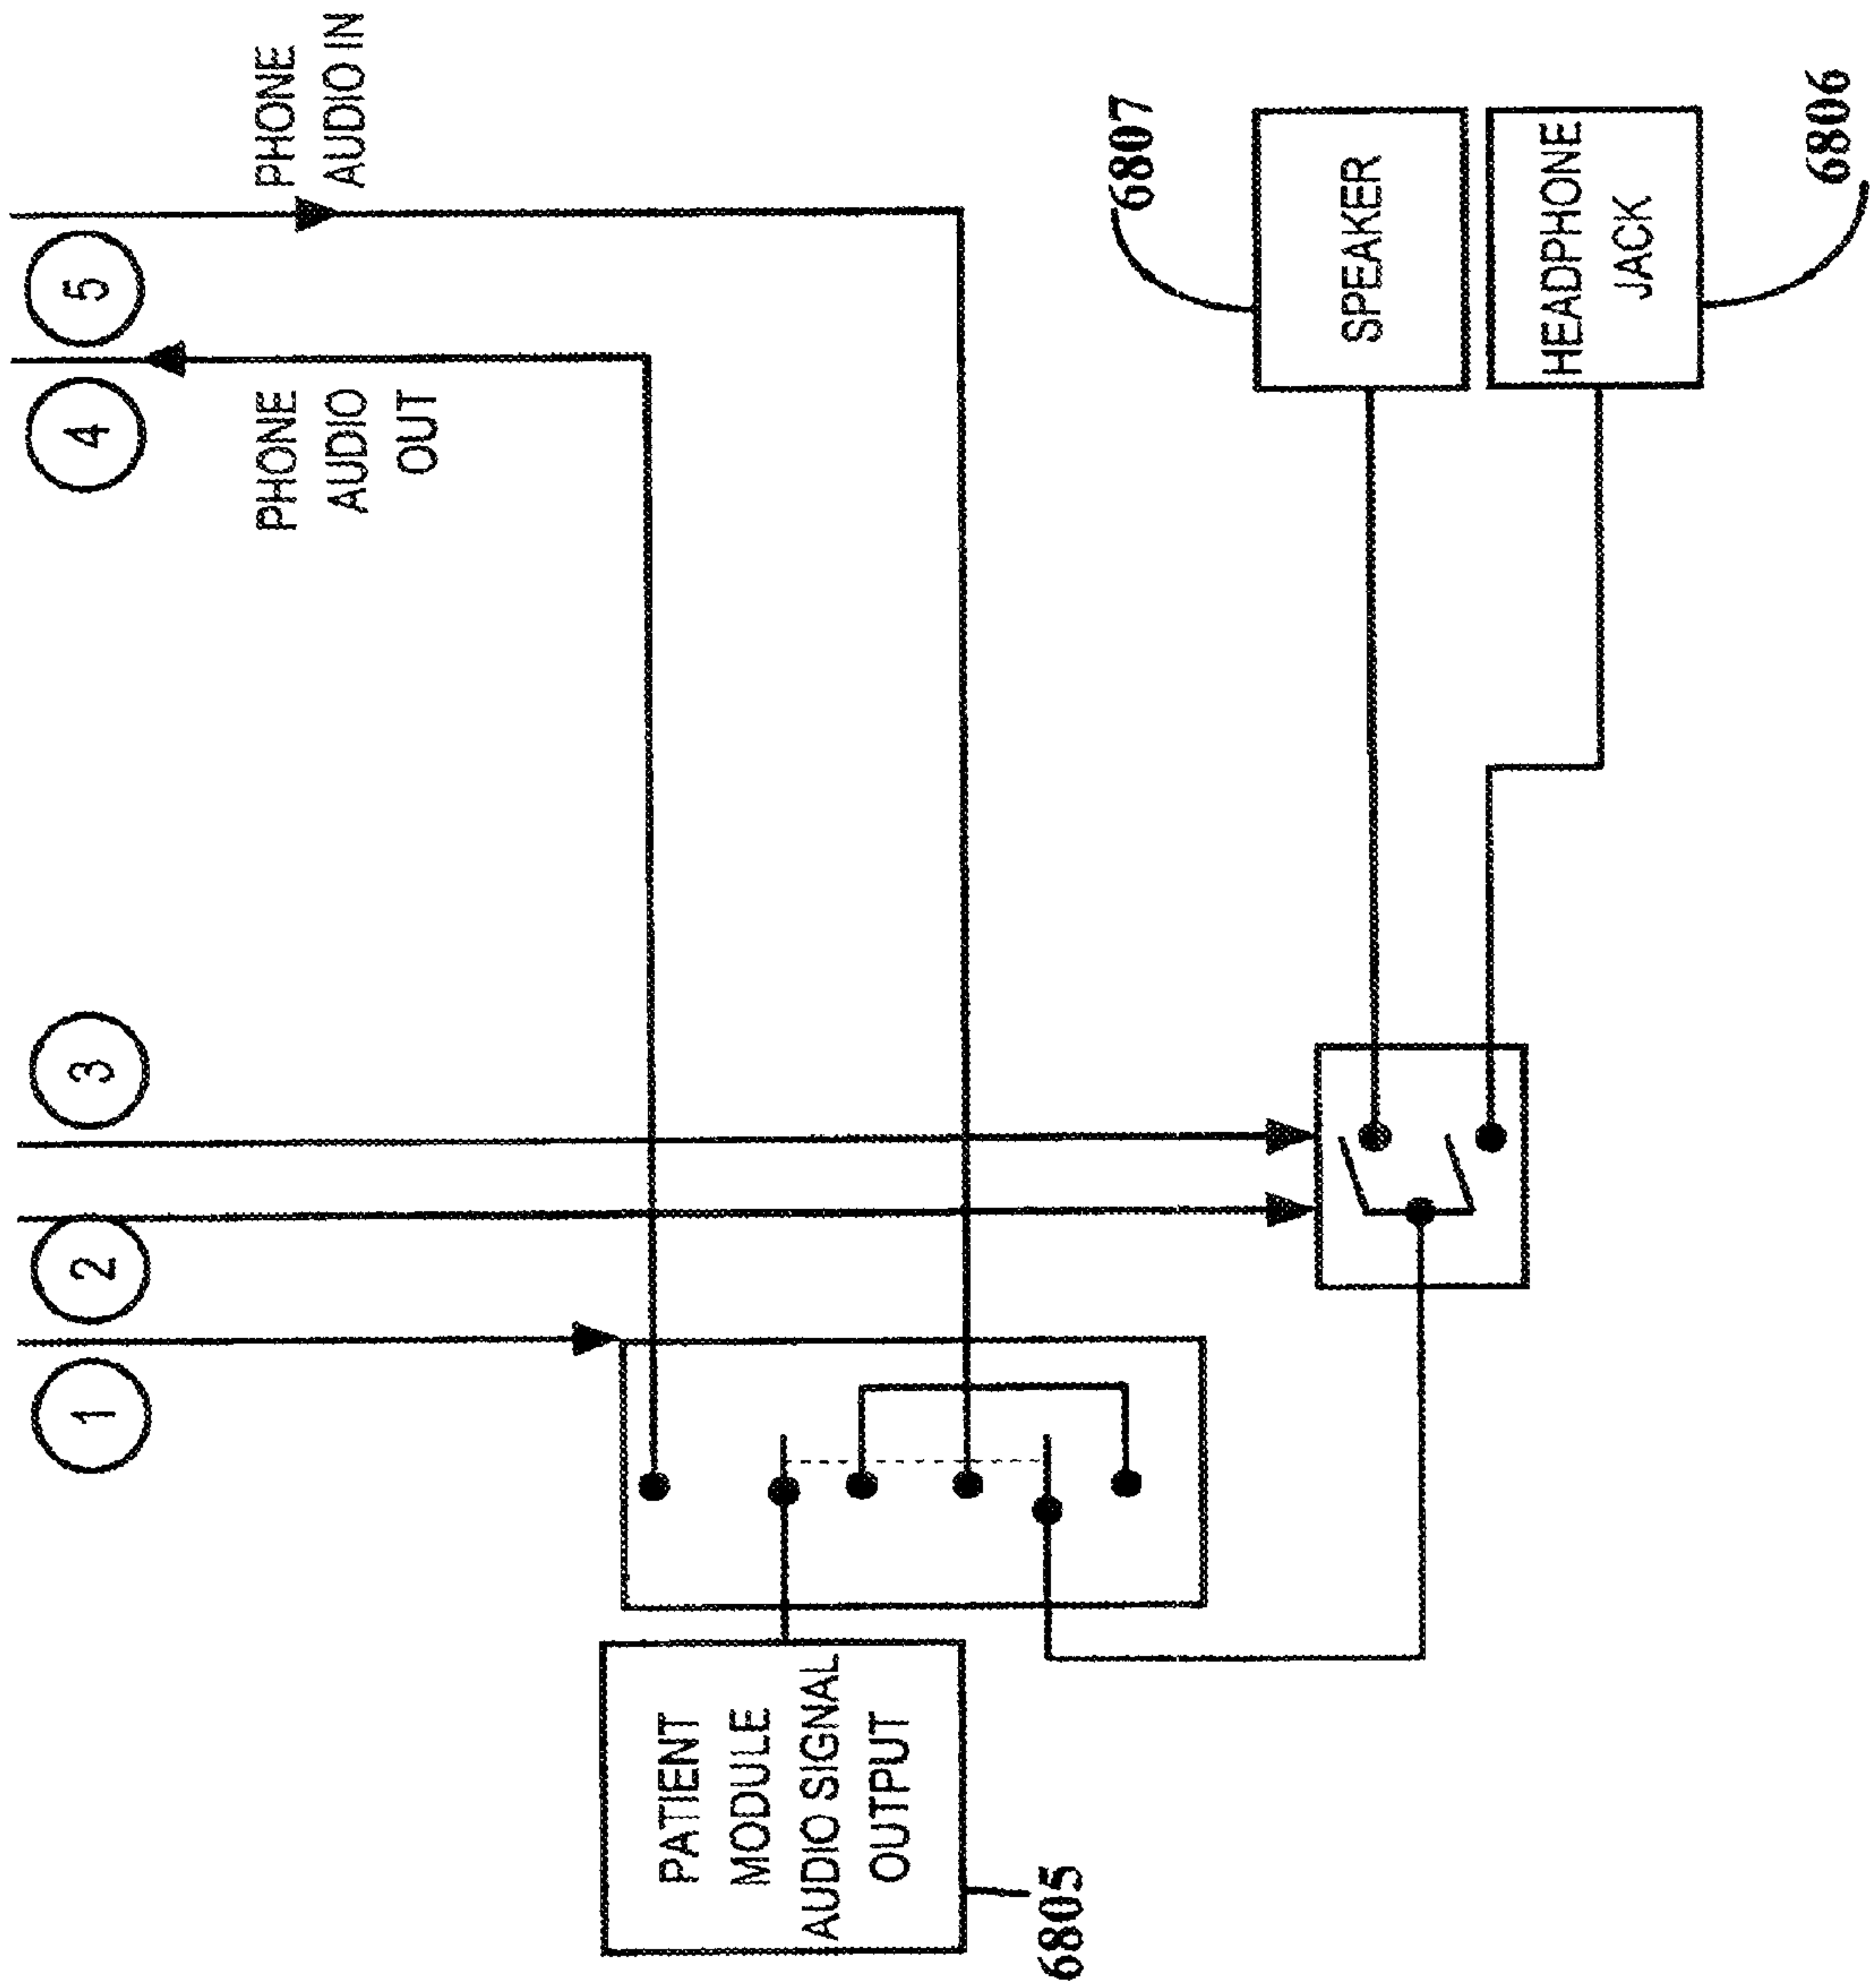 1
2
3
4
5
PHONE
AUDIO
OUT
PHONE
AUDIO IN
PATIENT
MODULE
AUDIO SIGNAL
OUTPUT
6805
6807
SPEAKER
HEADPHONE
JACK
6806